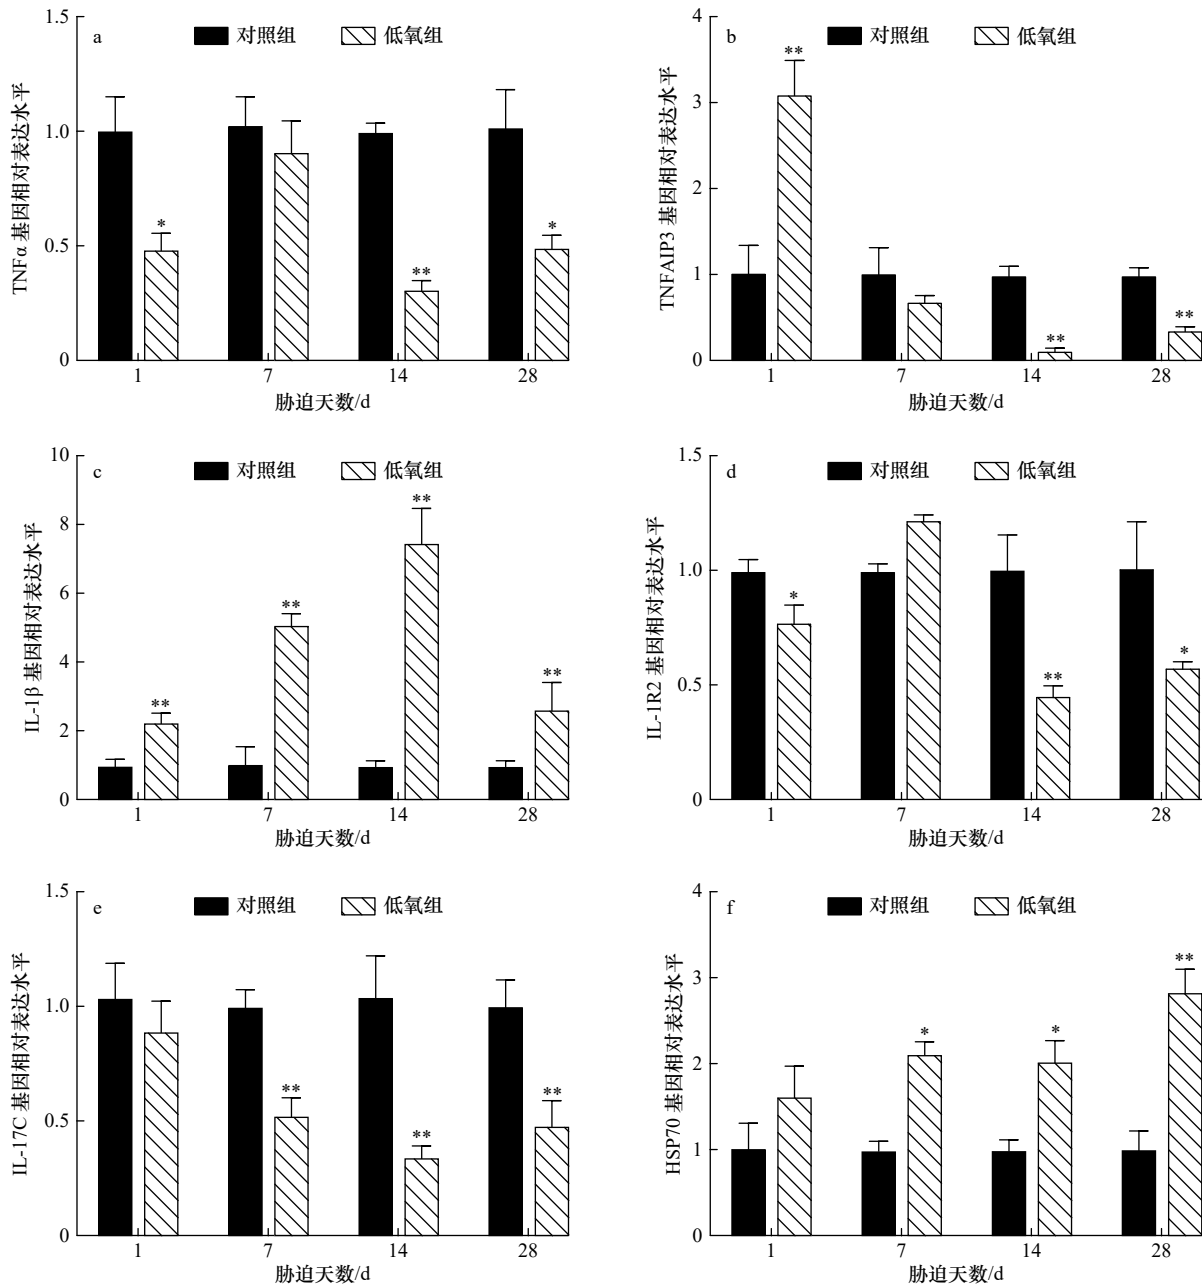 1.5
a
对照组
低氧组
TNFα 基因相对表达水平
1.0
*
0.5
**
*
0
1
7
14
28
胁迫天数/d
4
b
对照组
低氧组
TNFAIP3 基因相对表达水平
**
3
2
1
**
**
0
1
7
14
28
胁迫天数/d
10
c
对照组
低氧组
IL-1β 基因相对表达水平
8
**
6
**
4
**
**
2
0
1
7
14
28
胁迫天数/d
1.5
d
对照组
低氧组
IL-1R2 基因相对表达水平
1.0
*
**
*
0.5
0
1
7
14
28
胁迫天数/d
1.5
e
对照组
低氧组
IL-17C 基因相对表达水平
1.0
**
**
**
0.5
0
1
7
14
28
胁迫天数/d
4
f
对照组
低氧组
HSP70 基因相对表达水平
3
**
*
*
2
1
0
1
7
14
28
胁迫天数/d